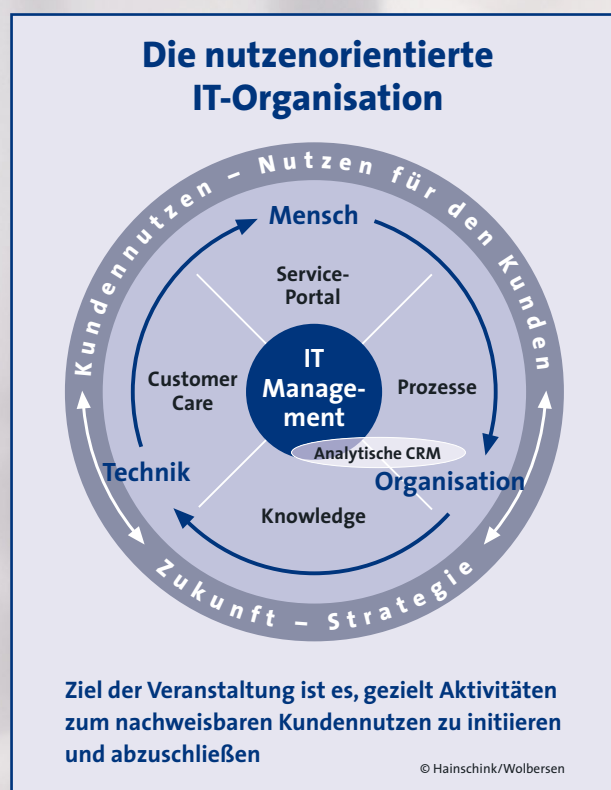 Die nutzenorientierte
IT-Organisation
Kundennutzen – Nutzen für den Kunden
Mensch
Service-
Portal
IT
Manage-
ment
Customer
Care
Prozesse
Analytische CRM
Technik
Organisation
Knowledge
Zukunft – Strategie
Ziel der Veranstaltung ist es, gezielt Aktivitäten
zum nachweisbaren Kundennutzen zu initiieren
und abzuschließen
© Hainschink/Wolbersen